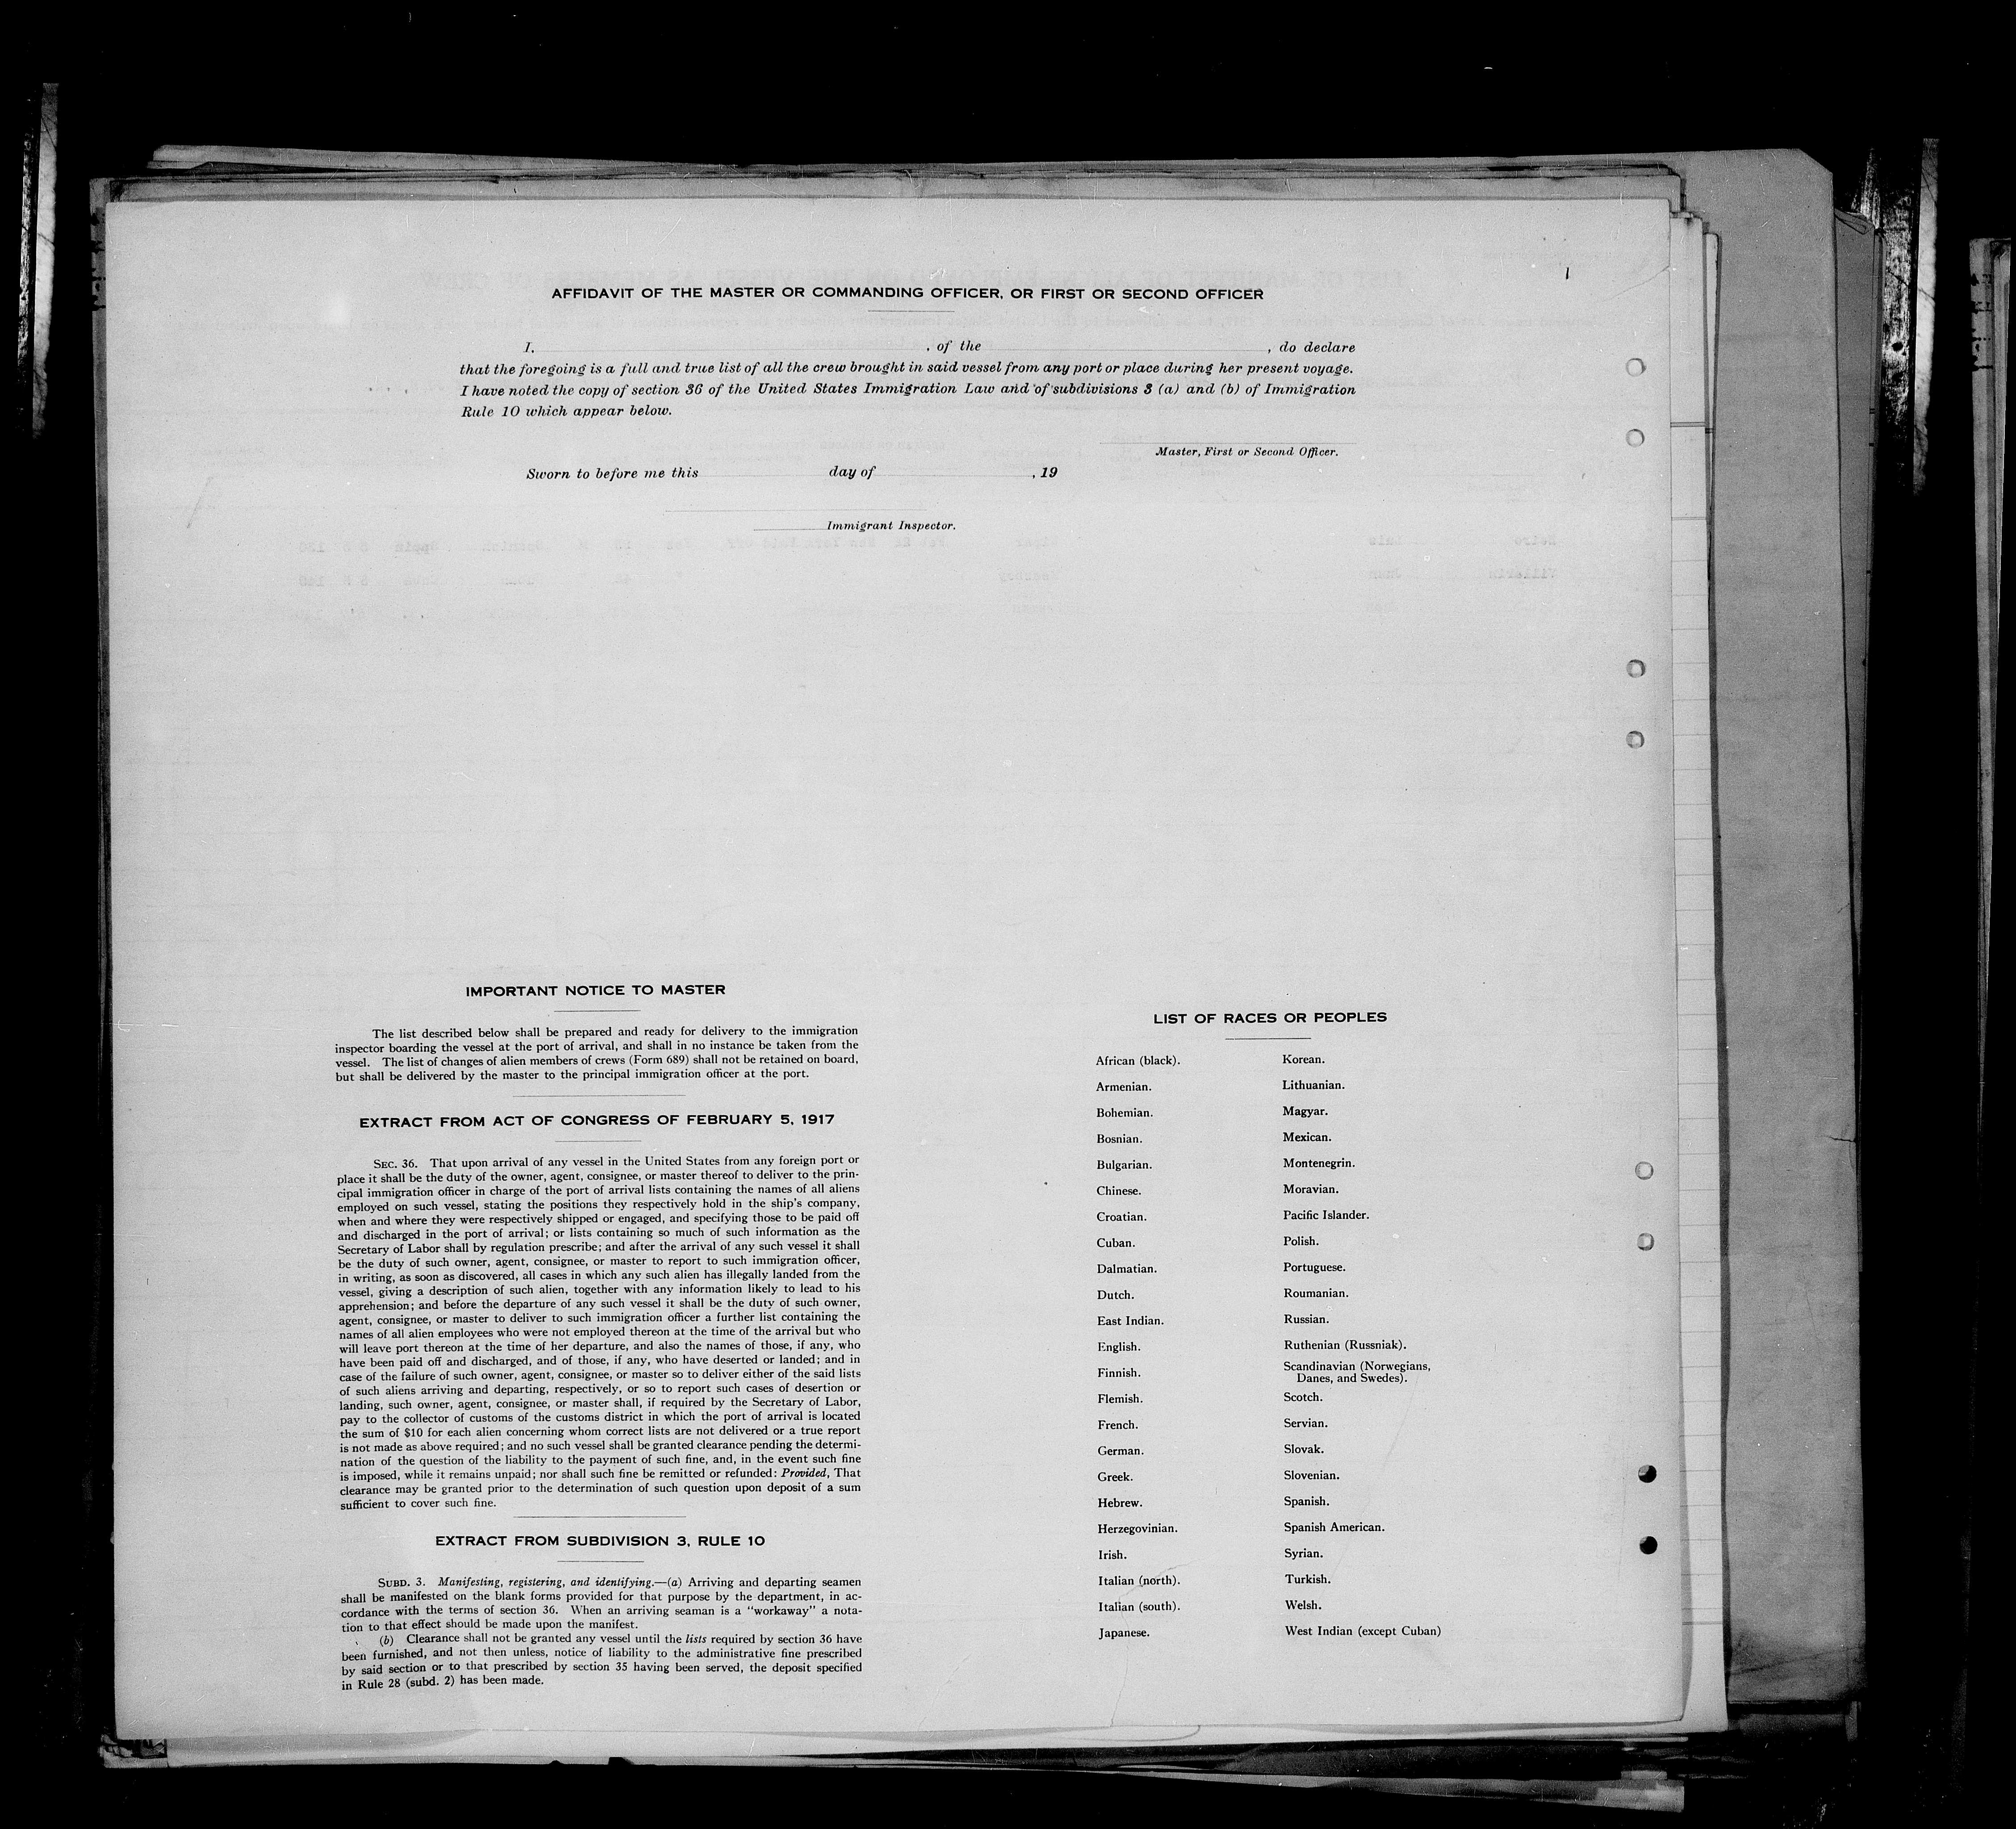 AFFIDAVIT OF THE MASTER OR COMMANDING OFFICER, OR FIRST OR SECOND OFFICER
I, , of the , do declare
that the foregoing is a full and true list of all the crew brought in said vessel from any port or place during her present voyage.
I have noted the copy of section 36 of the United States Immigration Law and of subdivisions 3 (a) and (b) of Immigration
Rule 10 which appear below.
Master, First or Second Officer.
Sworn to before me this day of , 19
Immigrant Inspector.
IMPORTANT NOTICE TO MASTER
The list described below shall be prepared and ready for delivery to the immigration
inspector boarding the vessel at the port of arrival, and shall in no instance be taken from the
vessel. The list of changes of alien members of crews (Form 689) shall not be retained on board,
but shall be delivered by the master to the principal immigration officer at the port.
EXTRACT FROM ACT OF CONGRESS OF FEBRUARY 5, 1917
SEC. 36. That upon arrival of any vessel in the United States from any foreign port or
place it shall be the duty of the owner, agent, consignee, or master thereof to deliver to the prin-
cipal immigration officer in charge of the port of arrival lists containing the names of all aliens
employed on such vessel, stating the positions they respectively hold in the ship's company,
when and where they were respectively shipped or engaged, and specifying those to be paid off
and discharged in the port of arrival; or lists containing so much of such information as the
Secretary of Labor shall by regulation prescribe; and after the arrival of any such vessel it shall
be the duty of such owner, agent, consignee, or master to report to such immigration officer,
in writing, as soon as discovered, all cases in which any such alien has illegally landed from the
vessel, giving a description of such alien, together with any information likely to lead to his
apprehension; and before the departure of any such vessel it shall be the duty of such owner,
agent, consignee, or master to deliver to such immigration officer a further list containing the
names of all alien employees who were not employed thereon at the time of the arrival but who
will leave port thereon at the time of her departure, and also the names of those, if any, who
have been paid off and discharged, and of those, if any, who have deserted or landed; and in
case of the failure of such owner, agent, consignee, or master so to deliver either of the said lists
of such aliens arriving and departing, respectively, or so to report such cases of desertion or
landing, such owner, agent, consignee, or master shall, if required by the Secretary of Labor,
pay to the collector of customs of the customs district in which the port of arrival is located
the sum of $10 for each alien concerning whom correct lists are not delivered or a true report
is not made as above required; and no such vessel shall be granted clearance pending the determi-
nation of the question of the liability to the payment of such fine, and, in the event such fine
is imposed, while it remains unpaid; nor shall such fine be remitted or refunded: Provided, That
clearance may be granted prior to the determination of such question upon deposit of a sum
sufficient to cover such fine.
EXTRACT FROM SUBDIVISION 3, RULE 10
SUBD. 3. Manifesting, registering, and identifying.—(a) Arriving and departing seamen
shall be manifested on the blank forms provided for that purpose by the department, in ac-
cordance with the terms of section 36. When an arriving seaman is a "workaway" a nota-
tion to that effect should be made upon the manifest.
(b) Clearance shall not be granted any vessel until the lists required by section 36 have
been furnished, and not then unless, notice of liability to the administrative fine prescribed
by said section or to that prescribed by section 35 having been served, the deposit specified
in Rule 28 (subd. 2) has been made.
LIST OF RACES OR PEOPLES
African (black).
Armenian.
Bohemian.
Bosnian.
Bulgarian.
Chinese.
Croatian.
Cuban.
Dalmatian.
Dutch.
East Indian.
English.
Finnish.
Flemish.
French.
German.
Greek.
Hebrew.
Herzegovinian.
Irish.
Italian (north).
Italian (south).
Japanese.
Korean.
Lithuanian.
Magyar.
Mexican.
Montenegrin.
Moravian.
Pacific Islander.
Polish.
Portuguese.
Roumanian.
Russian.
Ruthenian (Russniak).
Scandinavian (Norwegians,
Danes, and Swedes).
Scotch.
Servian.
Slovak.
Slovenian.
Spanish.
Spanish American.
Syrian.
Turkish.
Welsh.
West Indian (except Cuban)